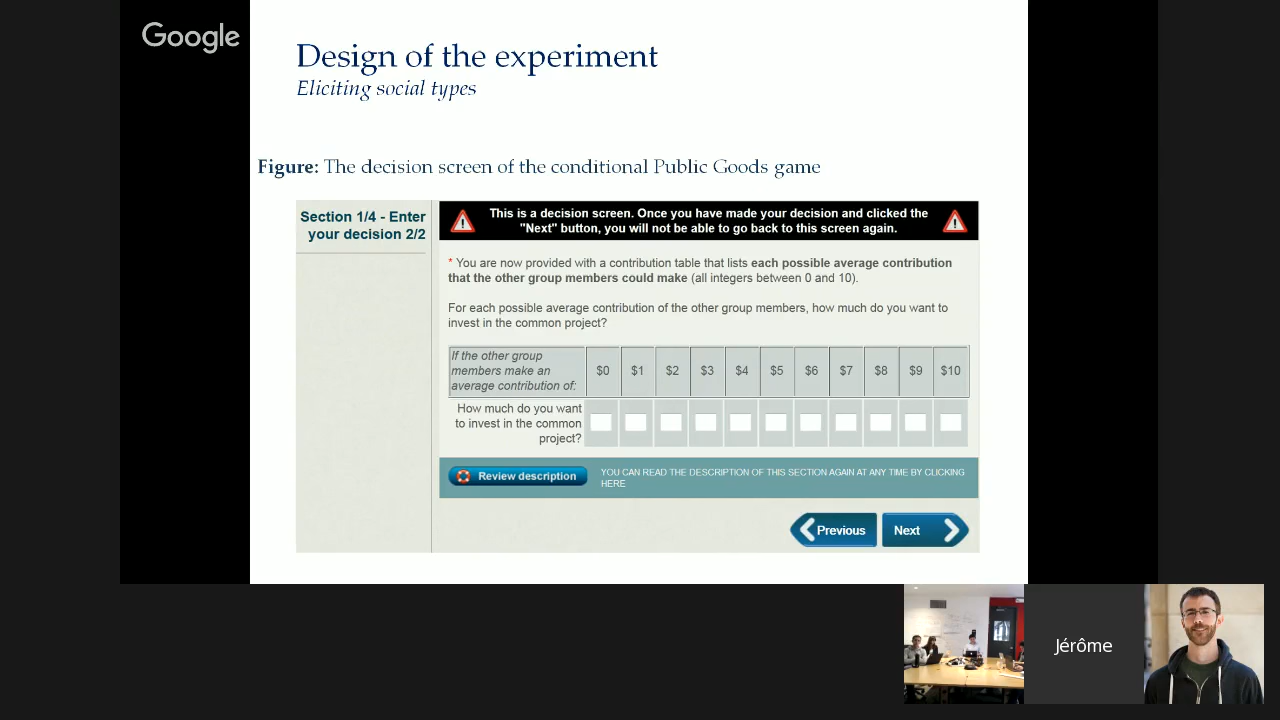 Google
Design of the experiment
Eliciting social types
Figure: The decision screen of the conditional Public Goods game
Section 1/4 - Enter
your decision 2/2
This is a decision screen. Once you have made your decision and clicked the
"Next" button, you will not be able to go back to this screen again.
* You are now provided with a contribution table that lists each possible average contribution
that the other group members could make (all integers between 0 and 10).
For each possible average contribution of the other group members, how much do you want to
invest in the common project?
If the other group
members make an
average contribution of:
$0 $1 $2 $3 $4 $5 $6 $7 $8 $9 $10
How much do you want
to invest in the common
project?
Review description
YOU CAN READ THE DESCRIPTION OF THIS SECTION AGAIN AT ANY TIME BY CLICKING
HERE
Previous
Next
Jérôme